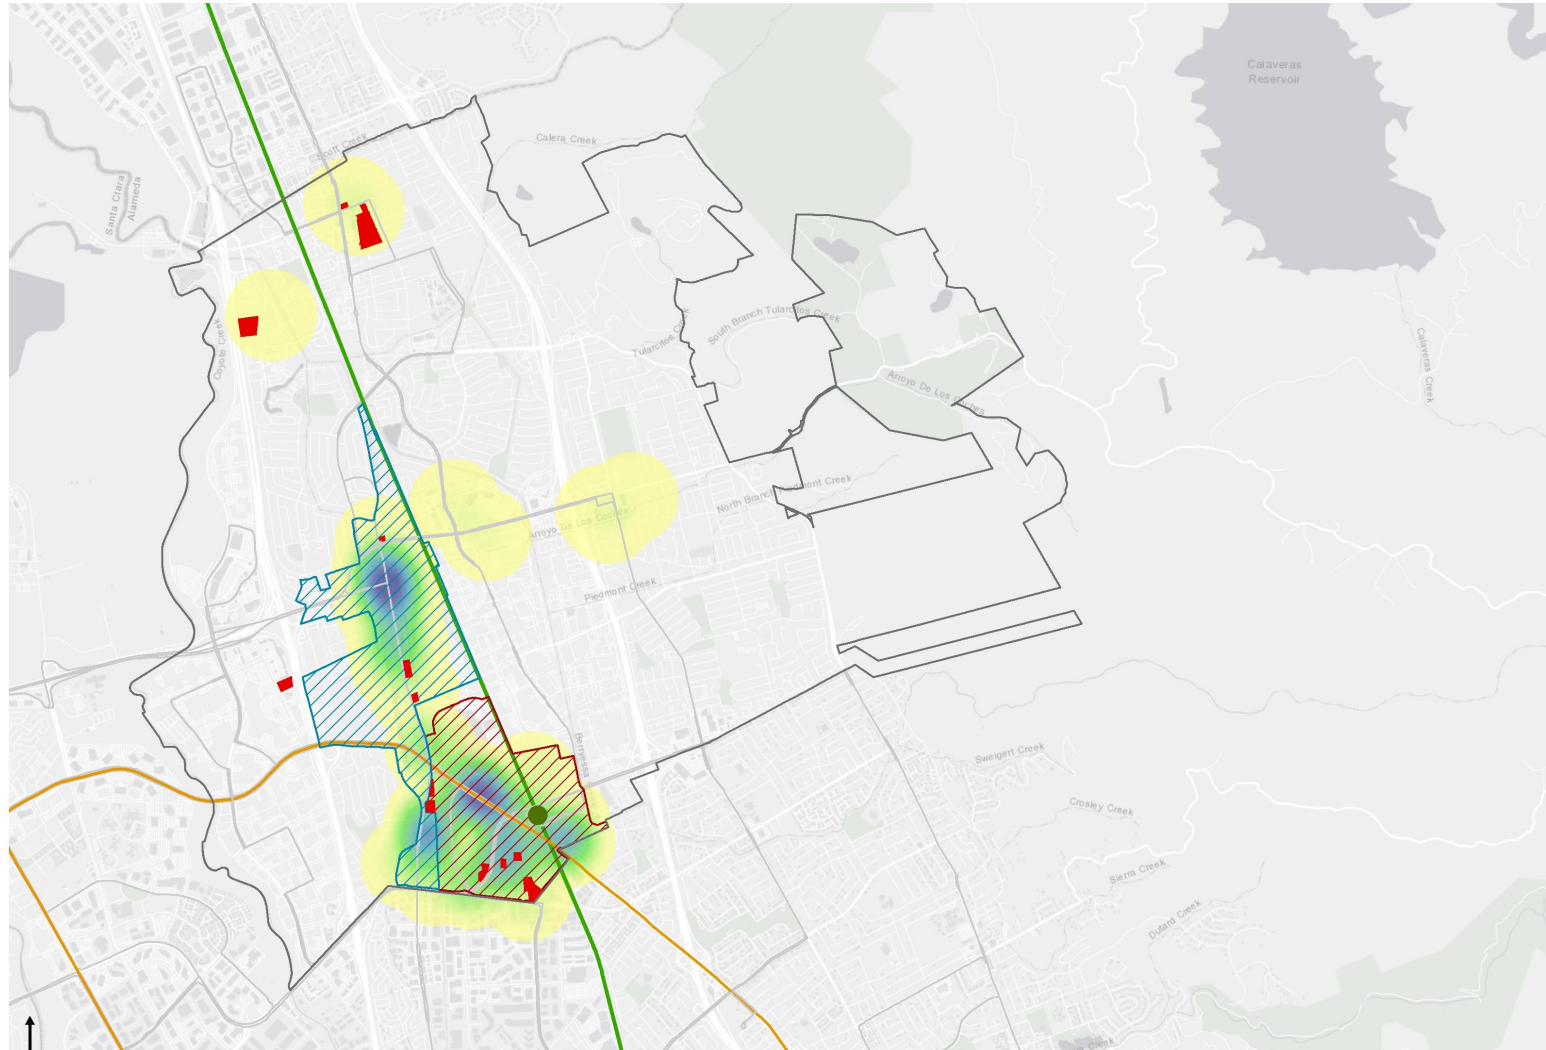 Calaveras
Reservoir
Calera Creek
Scott Creek
Santa Clara
Alameda
Coyote Creek
Tularcitos Creek
South Branch Tularcitos Creek
Calaveras Creek
Arroyo De Los Coches
North Branch Piedmont Creek
Arroyo De Los Coches
Piedmont Creek
Berryessa
Sweigert Creek
Crosley Creek
Sierra Creek
Dutard Creek
Creek